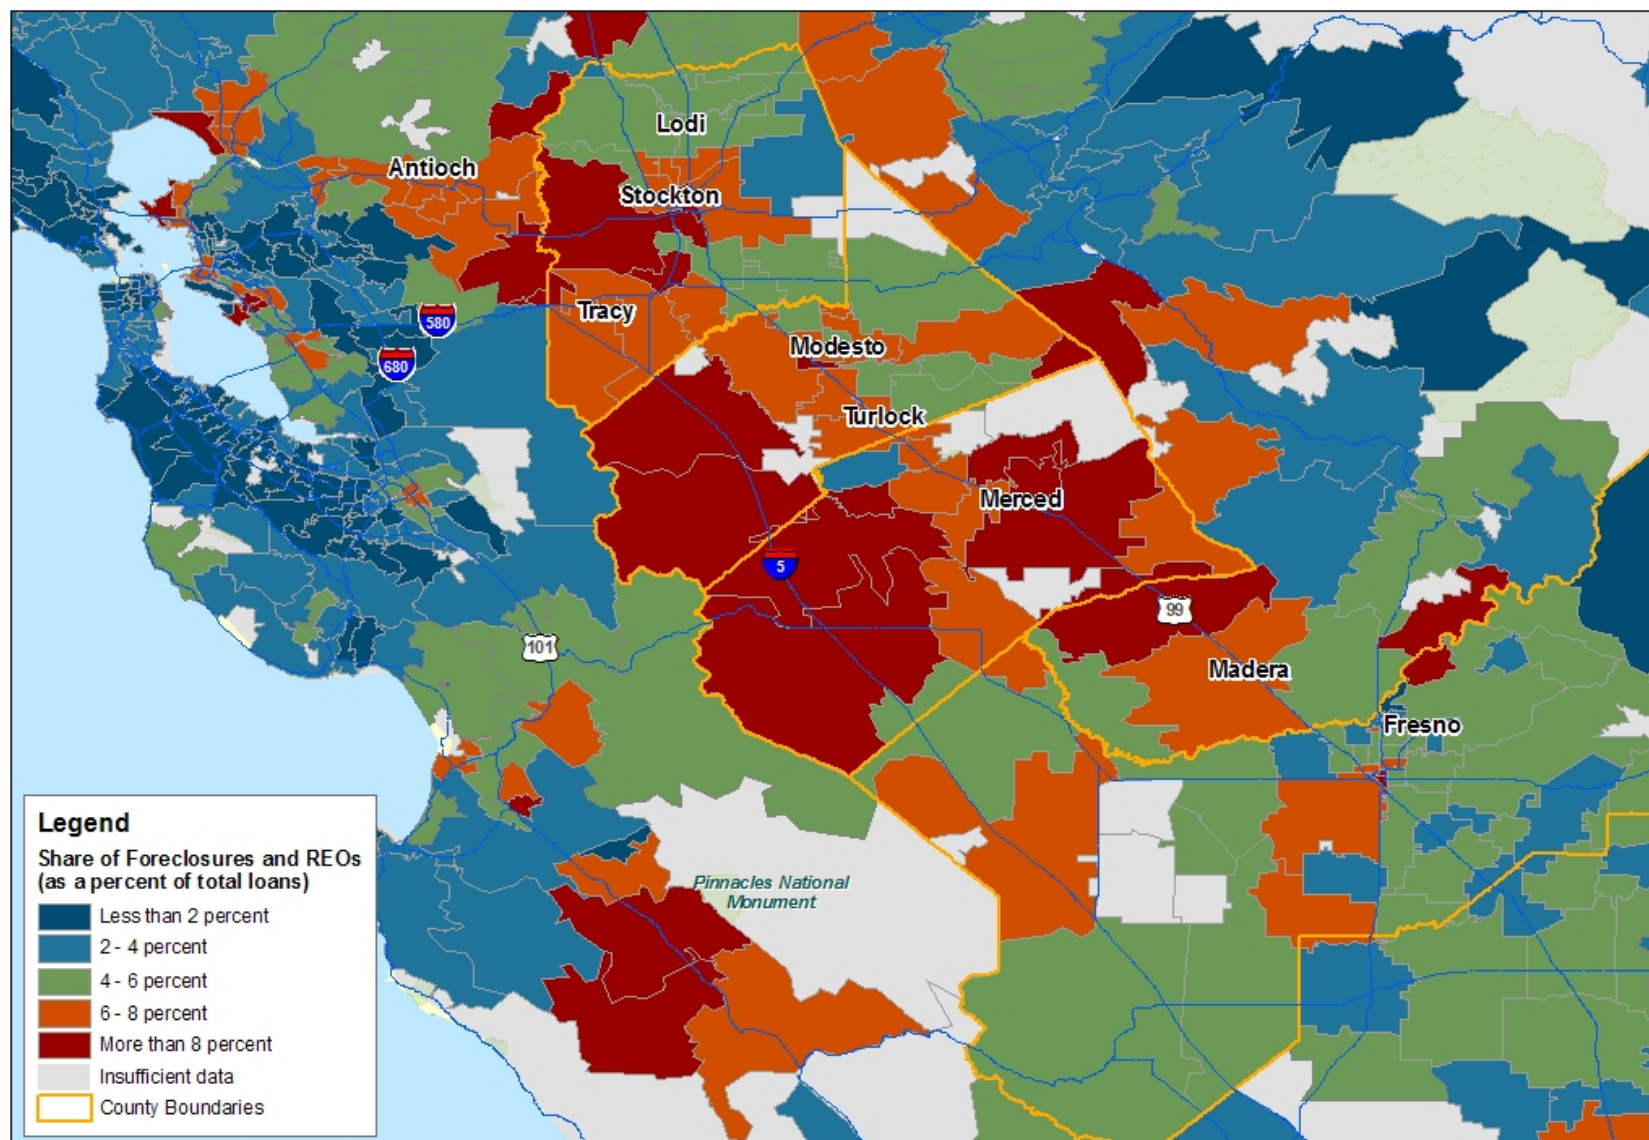 Lodi
Antioch
Stockton
Tracy
580
Modesto
680
Turlock
Merced
5
99
101
Madera
Fresno
Pinnacles National
Monument
Legend
Share of Foreclosures and REOs
(as a percent of total loans)
Less than 2 percent
2 - 4 percent
4 - 6 percent
6 - 8 percent
More than 8 percent
Insufficient data
County Boundaries